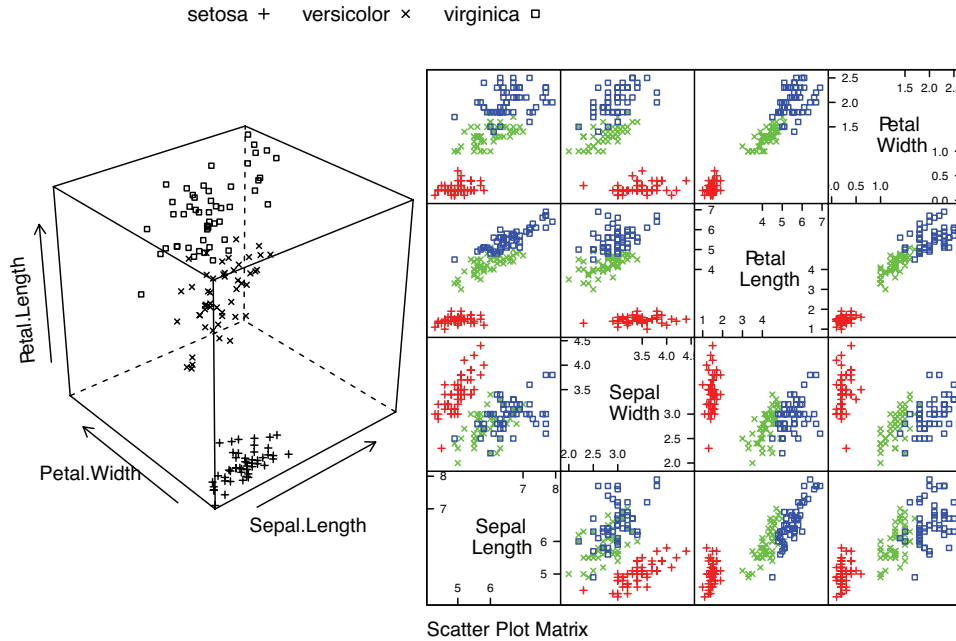 setosa + versicolor × virginica □
Petal.Length
Petal.Width
Sepal.Length
1.5 2.0 2.5
2.5
2.0
1.5
Petal
Width
1.0
0.5
0.0
0.0 0.5 1.0
7
6
5
4
4 5 6 7
Petal
Length
4
3
2
1
1 2 3 4
4.5
4.0
3.5
3.5 4.0 4.5
Sepal
Width
3.0
2.5
2.0
2.0 2.5 3.0
8
7
7 8
Sepal
Length
6
5
5 6
Scatter Plot Matrix